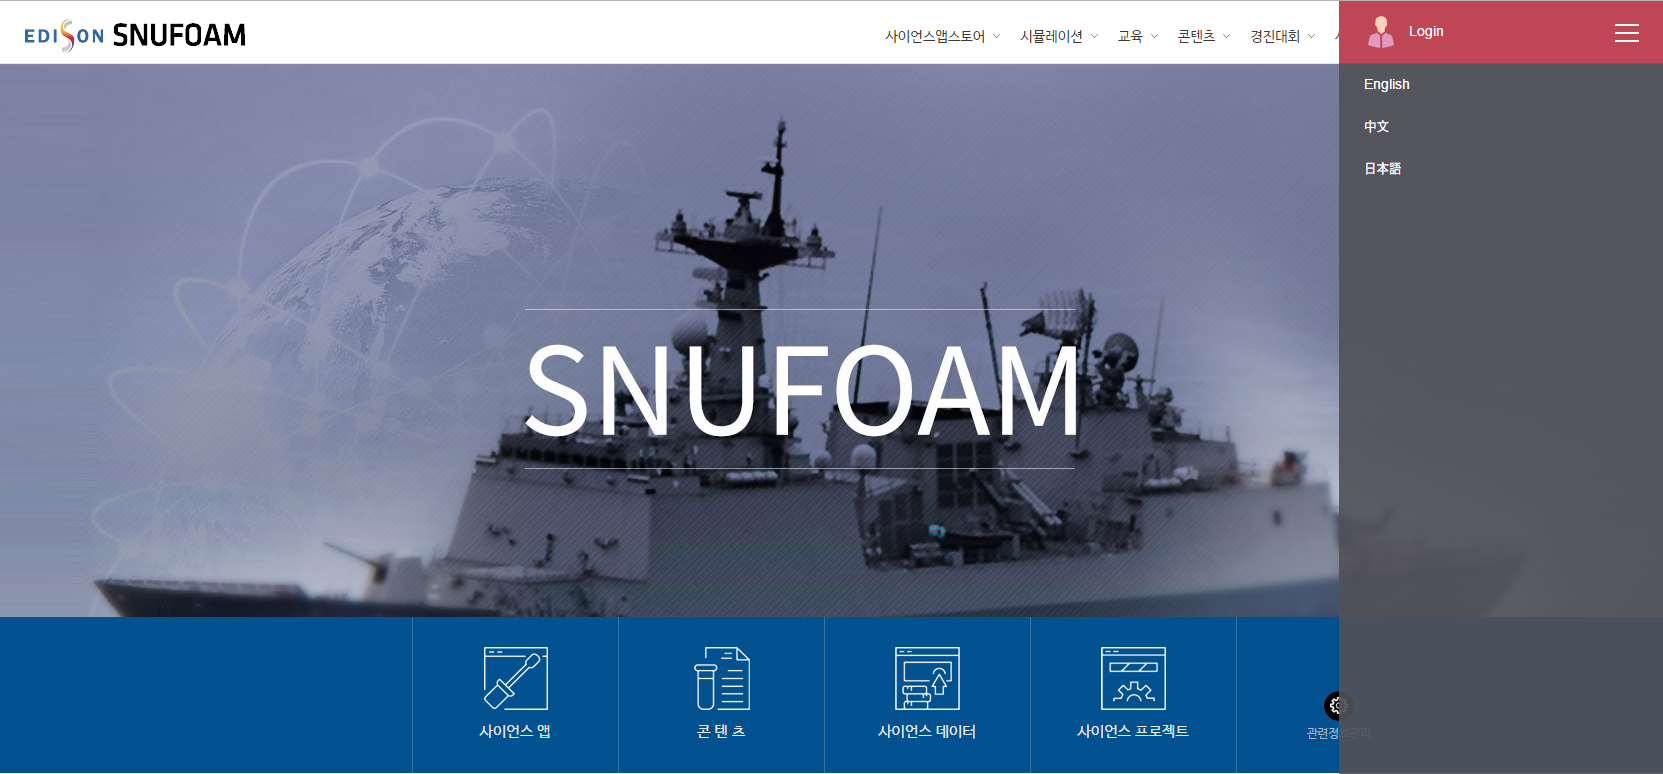 EDISON SNUFOAM
사이언스앱스토어 시뮬레이션 교육 콘텐츠 경진대회
Login
English
中文
日本語
SNUFOAM
사이언스 앱
콘 텐 츠
사이언스 데이터
사이언스 프로젝트
관련정보관리